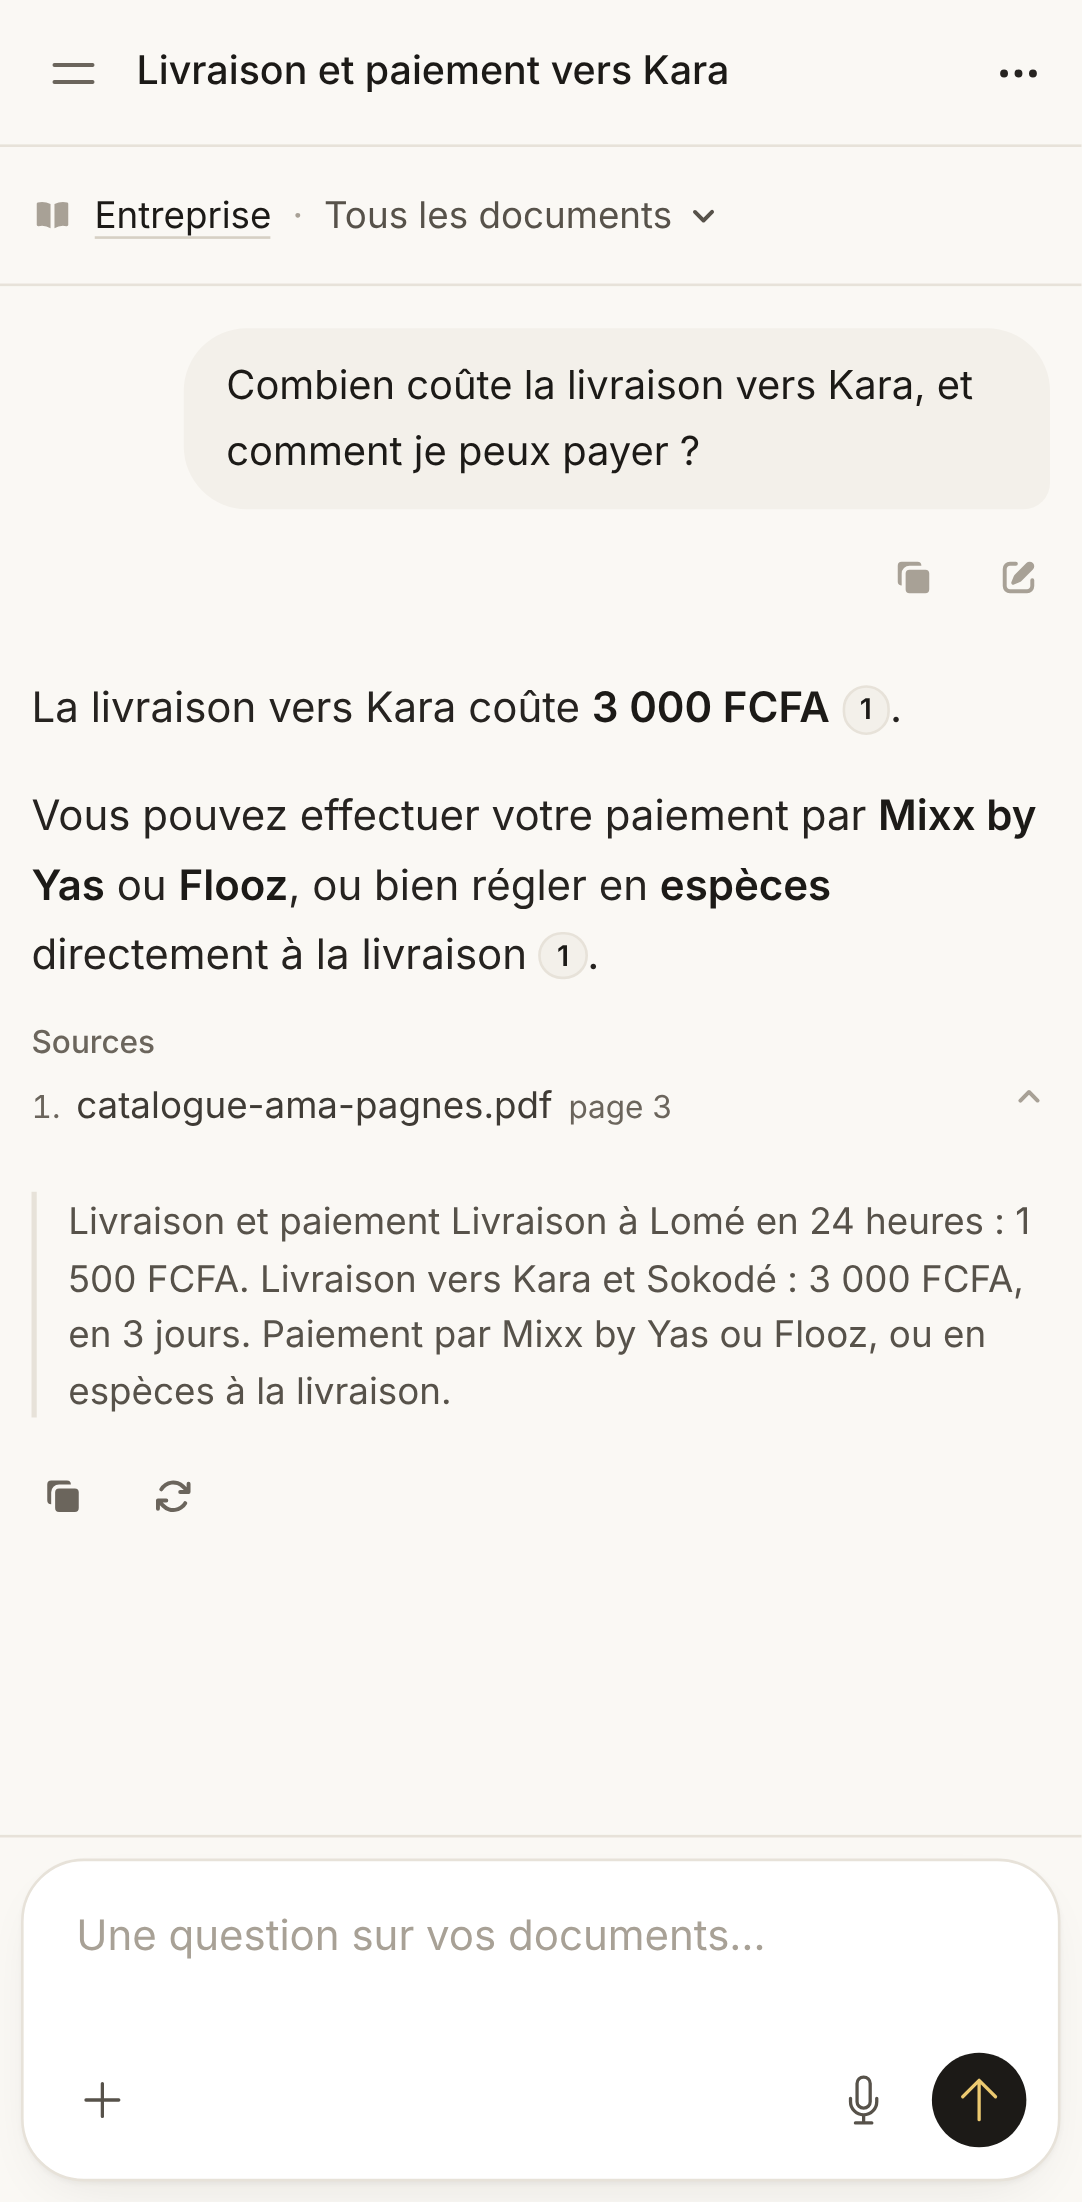 Livraison et paiement vers Kara
Entreprise · Tous les documents
Combien coûte la livraison vers Kara, et
comment je peux payer ?
La livraison vers Kara coûte 3 000 FCFA 1.
Vous pouvez effectuer votre paiement par Mixx by
Yas ou Flooz, ou bien régler en espèces
directement à la livraison 1.
Sources
1. catalogue-ama-pagnes.pdf page 3
Livraison et paiement Livraison à Lomé en 24 heures : 1
500 FCFA. Livraison vers Kara et Sokodé : 3 000 FCFA,
en 3 jours. Paiement par Mixx by Yas ou Flooz, ou en
espèces à la livraison.
Une question sur vos documents...